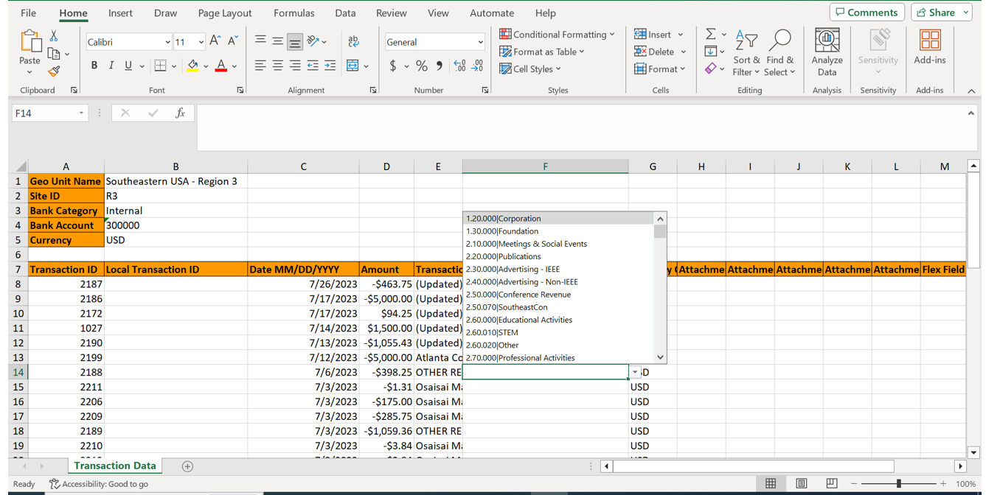 File Home Insert Draw Page Layout Formulas Data Review View Automate Help Comments Share
Calibri 11 General Conditional Formatting Insert
Paste B I U A $ % Format as Table Delete Sort & Find & Analyze Sensitivity Add-ins
Cell Styles Format Filter Select Data
Clipboard Font Alignment Number Styles Cells Editing Analysis Sensitivity Add-ins
F14 fx
A B C D E F G H I J K L M
1 Geo Unit Name Southeastern USA - Region 3
2 Site ID R3
3 Bank Category Internal
4 Bank Account 300000
5 Currency USD
6
7 Transaction ID Local Transaction ID Date MM/DD/YYYY Amount Transactic Attachme Attachme Attachme Attachme Attachme Flex Field
8 2187 7/26/2023 -$463.75 (Updated)
9 2186 7/17/2023 -$5,000.00 (Updated)
10 2172 7/17/2023 $94.25 (Updated)
11 1027 7/14/2023 $1,500.00 (Updated)
12 2190 7/13/2023 -$1,055.43 (Updated)
13 2199 7/12/2023 -$5,000.00 Atlanta Co
1.20.000|Corporation
1.30.000|Foundation
2.10.000|Meetings & Social Events
2.20.000|Publications
2.30.000|Advertising - IEEE
2.40.000|Advertising - Non-IEEE
2.50.000|Conference Revenue
2.50.070|SoutheastCon
2.60.000|Educational Activities
2.60.010|STEM
2.60.020|Other
2.70.000|Professional Activities
14 2188 7/6/2023 -$398.25 OTHER RE
15 2211 7/3/2023 -$1.31 Osaisai Ma USD
16 2206 7/3/2023 -$175.00 Osaisai Ma USD
17 2209 7/3/2023 -$285.75 Osaisai Ma USD
18 2189 7/3/2023 -$1,059.36 OTHER RE USD
19 2210 7/3/2023 -$3.84 Osaisai Ma USD
Transaction Data
Ready Accessibility: Good to go 100%